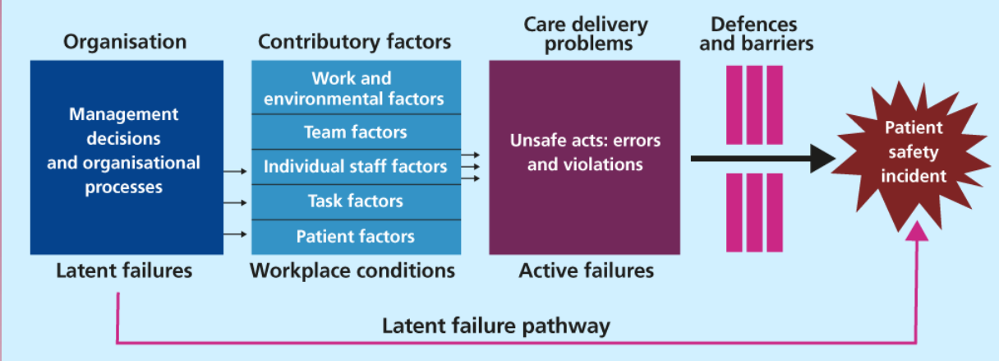 Organisation
Management
decisions
and organisational
processes
Latent failures
Contributory factors
Work and
environmental factors
Team factors
Individual staff factors
Task factors
Patient factors
Workplace conditions
Care delivery
problems
Unsafe acts: errors
and violations
Active failures
Defences
and barriers
Patient
safety
incident
Latent failure pathway